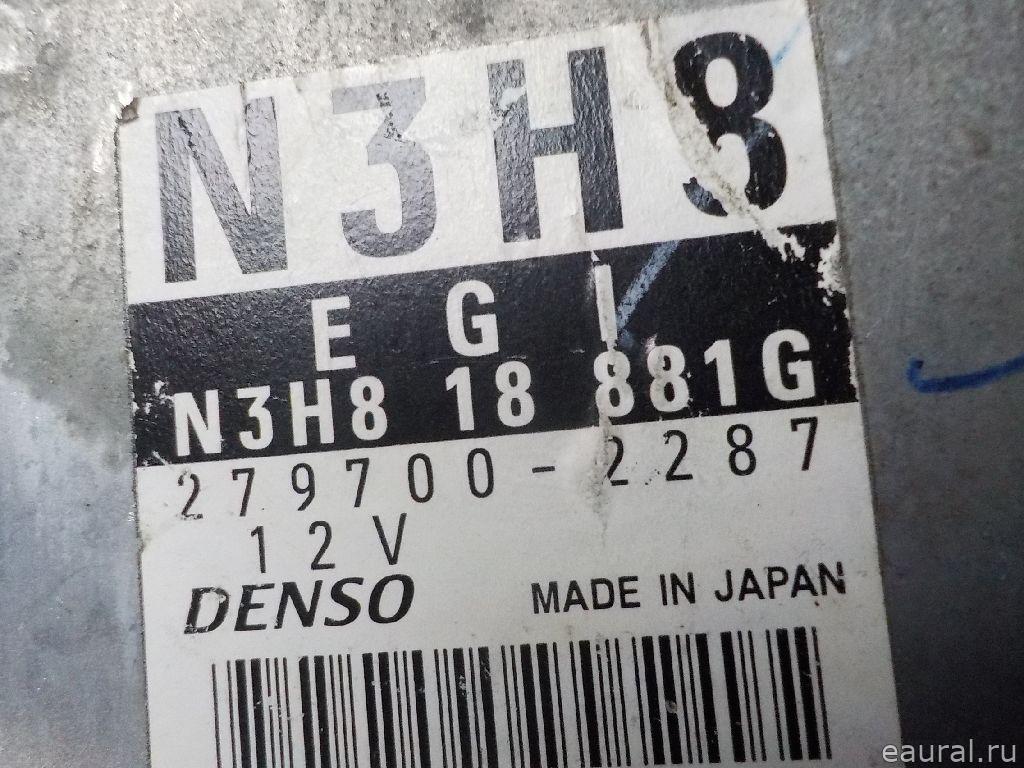 N3H8
E G I
N3H8 18 881G
279700-2287
12V
DENSO MADE IN JAPAN
eaural.ru